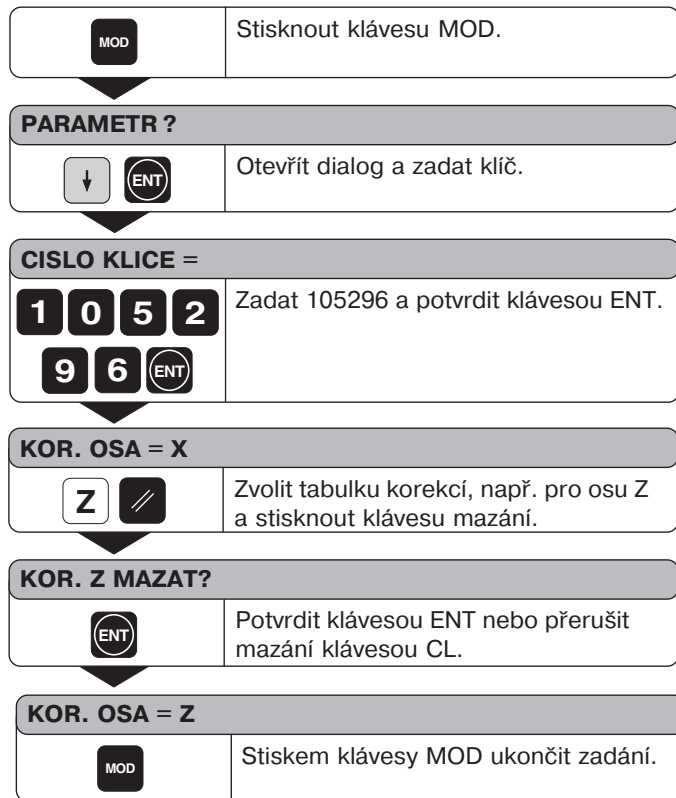 MOD
Stisknout klávesu MOD.
PARAMETR ?
ENT
Otevřít dialog a zadat klíč.
CISLO KLICE =
1 0 5 2
9 6 ENT
Zadat 105296 a potvrdit klávesou ENT.
KOR. OSA = X
Z
Zvolit tabulku korekcí, např. pro osu Z
a stisknout klávesu mazání.
KOR. Z MAZAT?
ENT
Potvrdit klávesou ENT nebo přerušit
mazání klávesou CL.
KOR. OSA = Z
MOD
Stiskem klávesy MOD ukončit zadání.